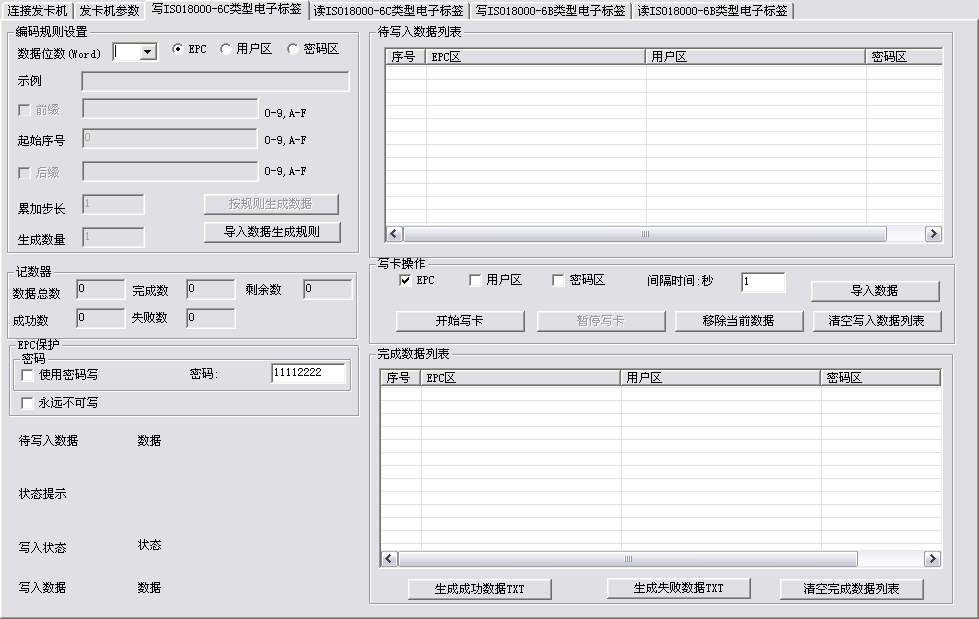 连接发卡机 发卡机参数 写ISO18000-6C类型电子标签 读ISO18000-6C类型电子标签 写ISO18000-6B类型电子标签 读ISO18000-6B类型电子标签
编码规则设置
数据位数(Word) EPC 用户区 密码区
示例
前缀 0-9,A-F
起始序号 0 0-9,A-F
后缀 0-9,A-F
累加步长 1 按规则生成数据
生成数量 1 导入数据生成规则
记数器
数据总数 0 完成数 0 剩余数 0
成功数 0 失败数 0
EPC保护
密码
使用密码写 密码: 11112222
永远不可写
待写入数据 数据
状态提示
写入状态 状态
写入数据 数据
待写入数据列表
序号 EPC区 用户区 密码区
写卡操作
EPC 用户区 密码区 间隔时间:秒 1 导入数据
开始写卡 暂停写卡 移除当前数据 清空写入数据列表
完成数据列表
序号 EPC区 用户区 密码区
生成成功数据TXT 生成失败数据TXT 清空完成数据列表